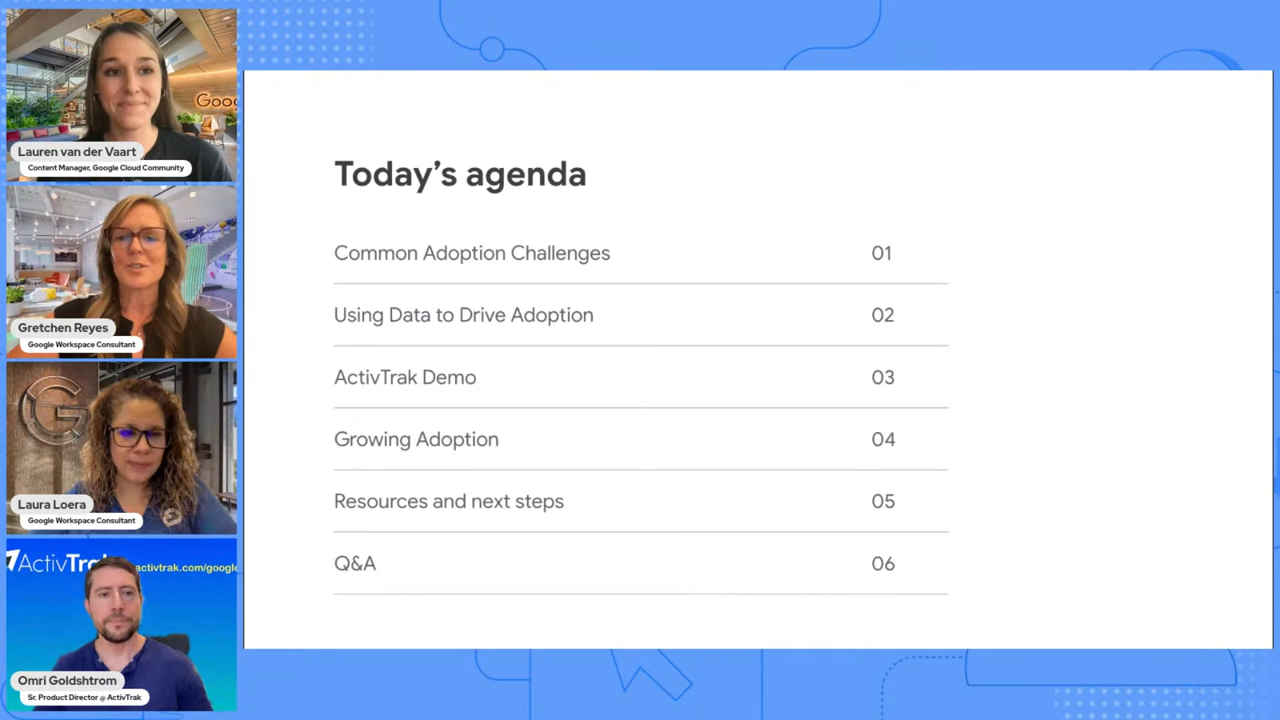 Goog
Lauren van der Vaart
Content Manager, Google Cloud Community
Gretchen Reyes
Google Workspace Consultant
G
Laura Loera
Google Workspace Consultant
ActivTrak
activtrak.com/google
Omri Goldshtrom
Sr. Product Director @ ActivTrak
Today’s agenda
Common Adoption Challenges 01
Using Data to Drive Adoption 02
ActivTrak Demo 03
Growing Adoption 04
Resources and next steps 05
Q&A 06